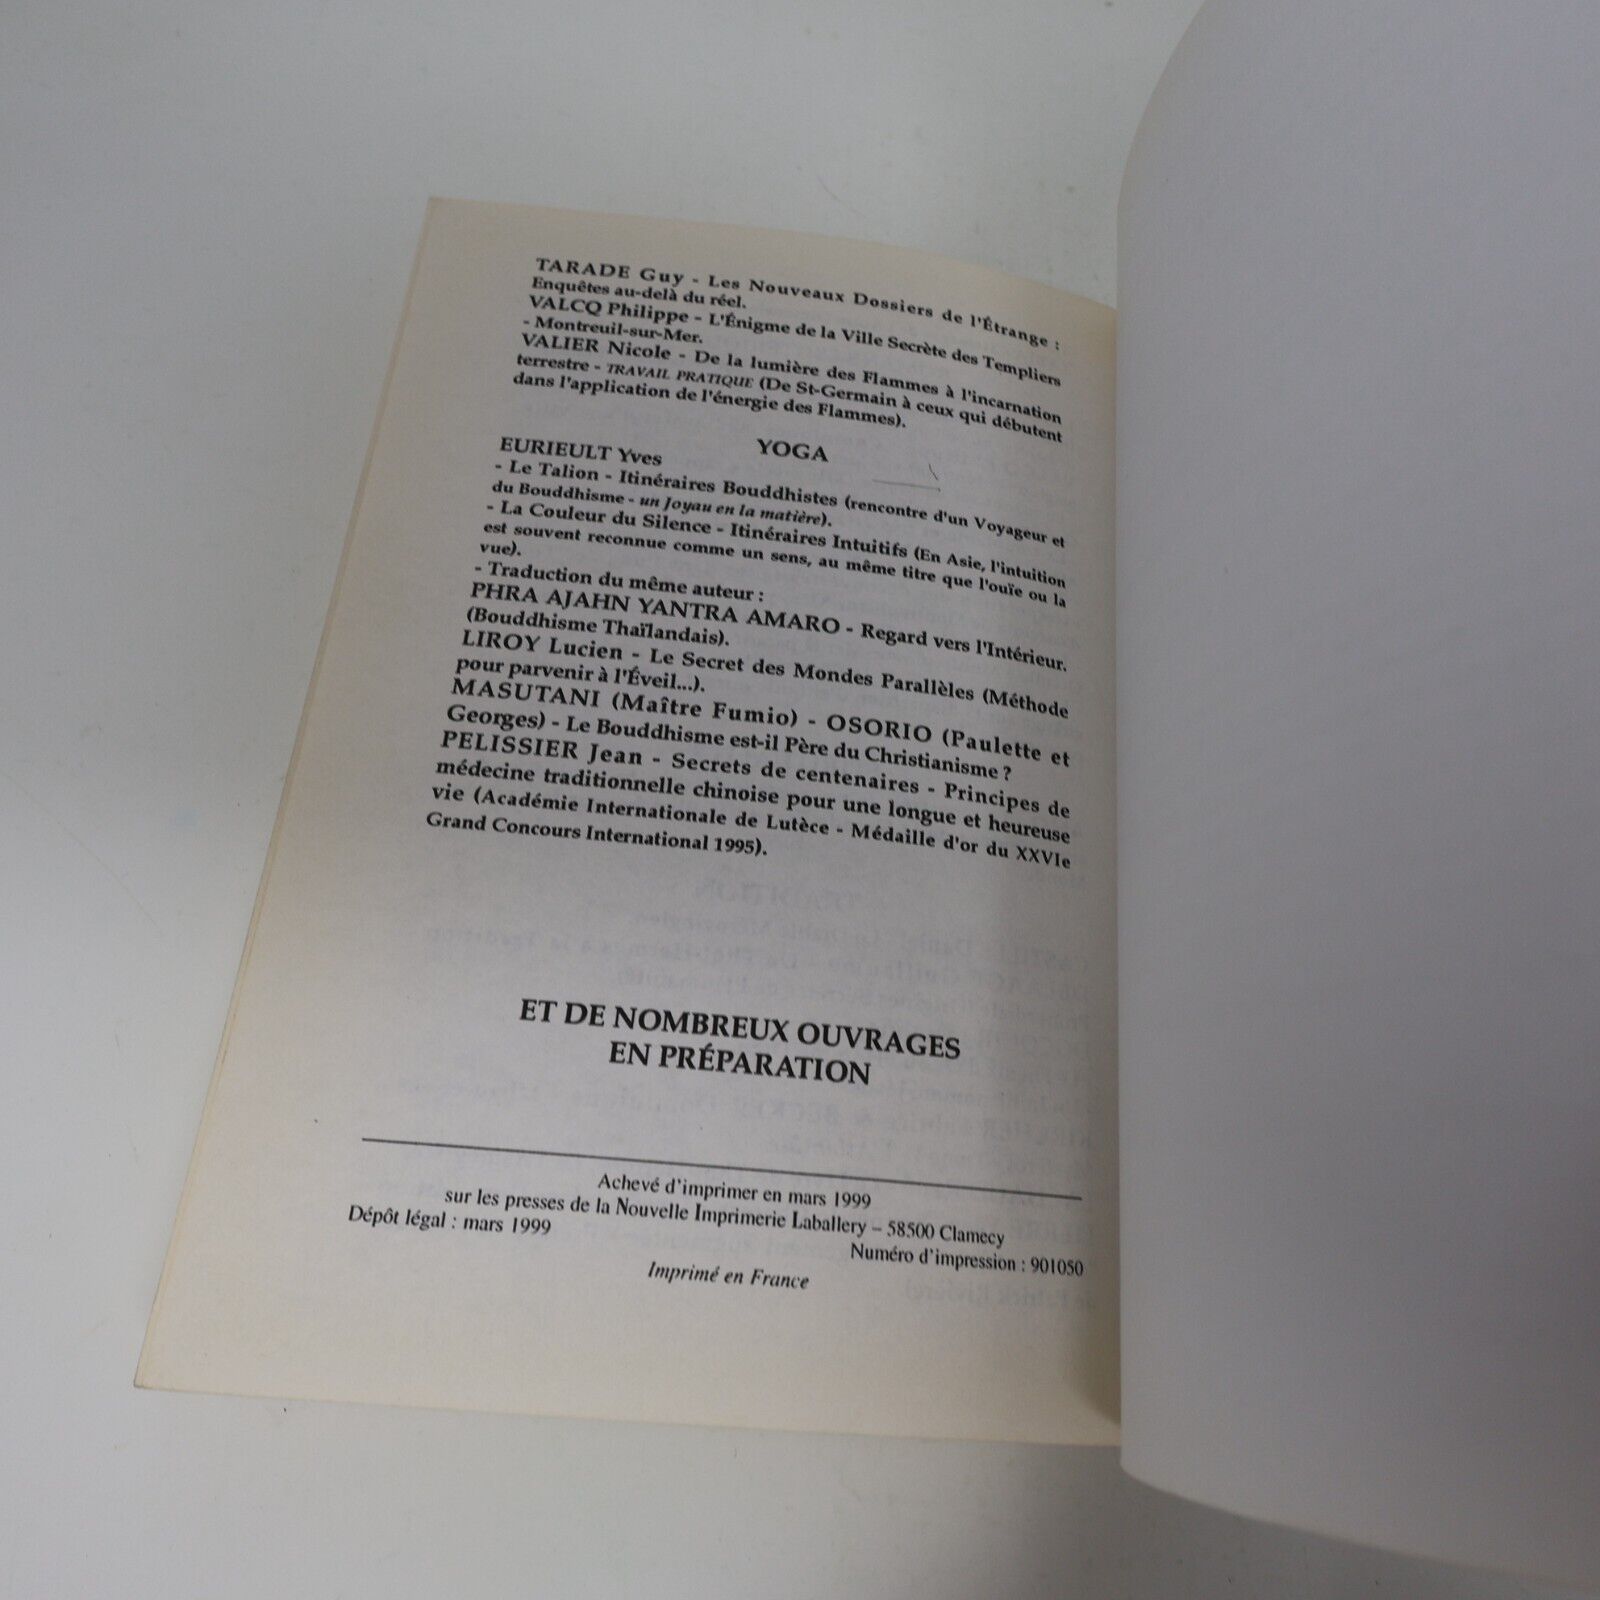 TARADE Guy - Les Nouveaux Dossiers de l'Étrange :
Enquêtes au-delà du réel.
VALCQ Philippe - L'Énigme de la Ville Secrète des Templiers
- Montreuil-sur-Mer.
VALIER Nicole - De la lumière des Flammes à l'incarnation
terrestre - TRAVAIL PRATIQUE (De St-Germain à ceux qui débutent
dans l'application de l'énergie des Flammes).
YOGA
EURIEULT Yves
- Le Talion - Itinéraires Bouddhistes (rencontre d'un Voyageur et
du Bouddhisme - un Joyau en la matière).
- La Couleur du Silence - Itinéraires Intuitifs (En Asie, l'intuition
est souvent reconnue comme un sens, au même titre que l'ouïe ou la
vue).
- Traduction du même auteur :
PHRA AJAHN YANTRA AMARO - Regard vers l'Intérieur.
(Bouddhisme Thaïlandais).
LIROY Lucien - Le Secret des Mondes Parallèles (Méthode
pour parvenir à l'Éveil...).
MASUTANI (Maître Fumio) - OSORIO (Paulette et
Georges) - Le Bouddhisme est-il Père du Christianisme ?
PELISSIER Jean - Secrets de centenaires - Principes de
médecine traditionnelle chinoise pour une longue et heureuse
vie (Académie Internationale de Lutèce - Médaille d'or du XXVIe
Grand Concours International 1995).
ET DE NOMBREUX OUVRAGES
EN PRÉPARATION
Achevé d'imprimer en mars 1999
sur les presses de la Nouvelle Imprimerie Laballery – 58500 Clamecy
Dépôt légal : mars 1999
Numéro d'impression : 901050
Imprimé en France